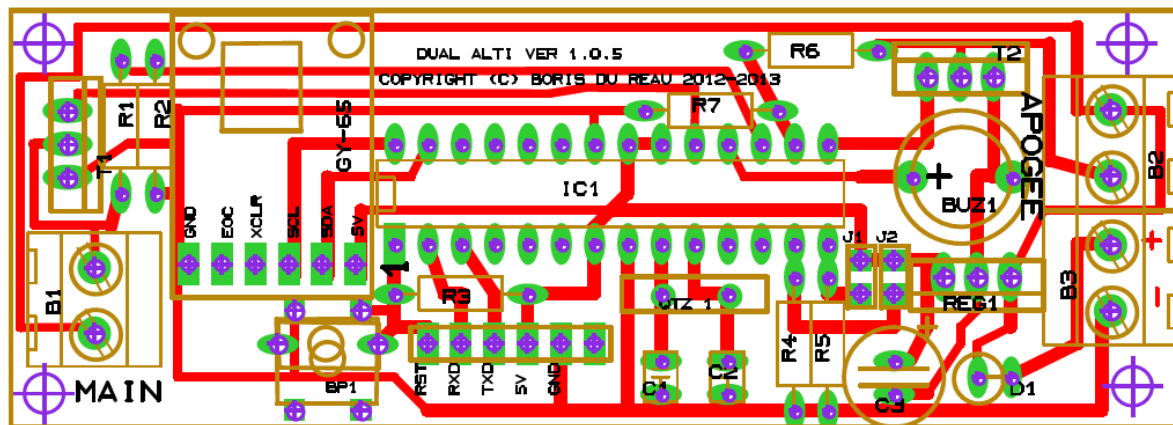 DUAL ALTI VER 1.0.5
COPYRIGHT (C) BORIS DU REAU 2012-2013
R6
T2
R1
R2
R7
GY-65
T1
IC1
APOGEE
B2
BUZ1
GND
EOC
XCLR
SCL
SDA
5V
J1
J2
+
1
R3
QTZ 1
REG1
B1
B3
+
-
R4
R5
BP1
RST
RXD
TXD
5V
GND
C1
C2
C3
+
D1
MAIN